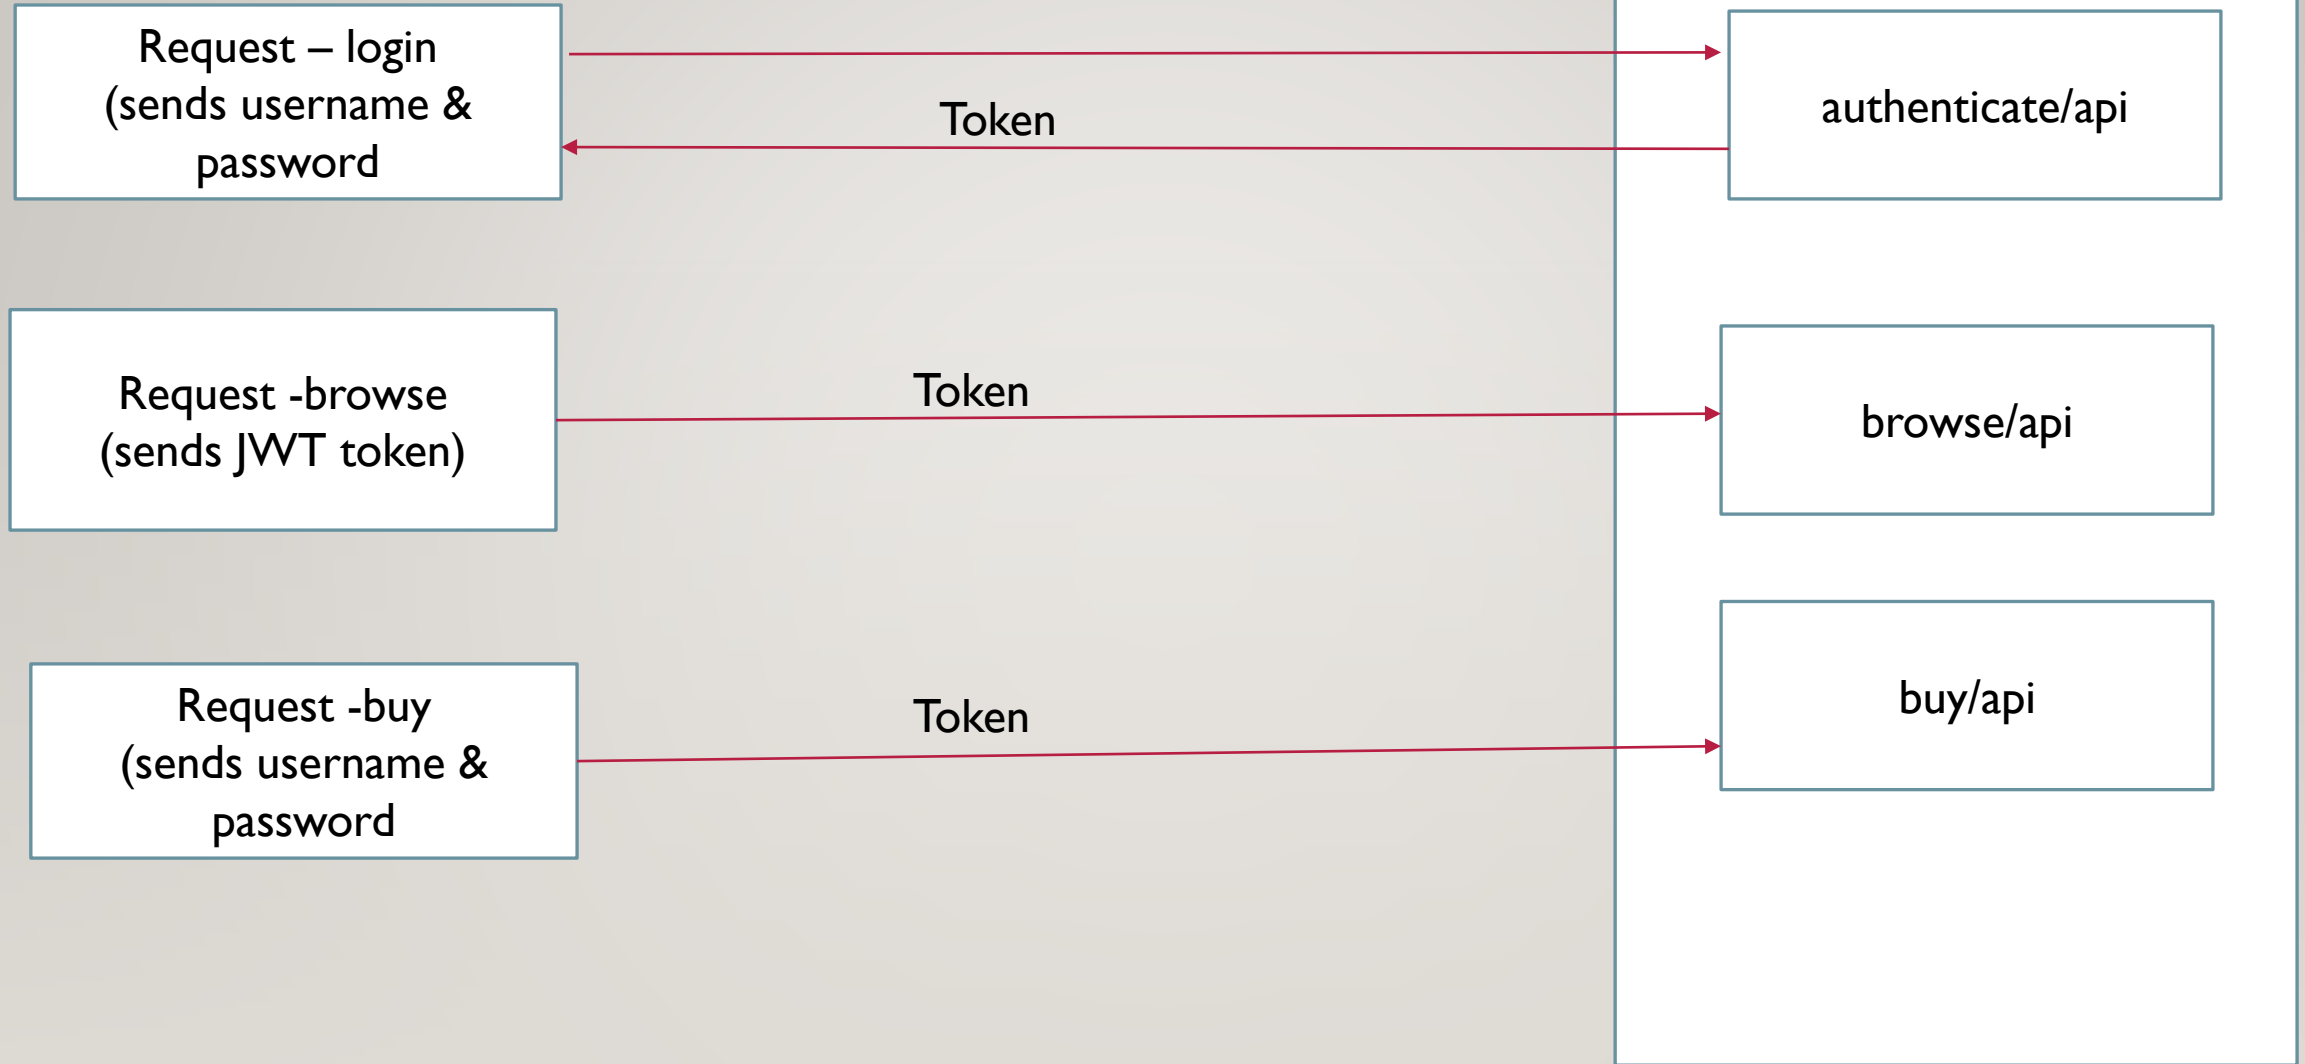 Request – login
(sends username &
password
Token
authenticate/api
Request -browse
(sends JWT token)
Token
browse/api
Request -buy
(sends username &
password
Token
buy/api